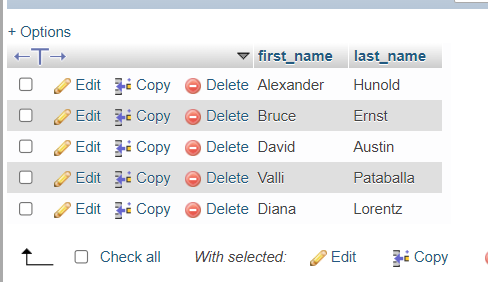 + Options
first_name last_name
Edit Copy Delete Alexander Hunold
Edit Copy Delete Bruce Ernst
Edit Copy Delete David Austin
Edit Copy Delete Valli Pataballa
Edit Copy Delete Diana Lorentz
Check all With selected: Edit Copy